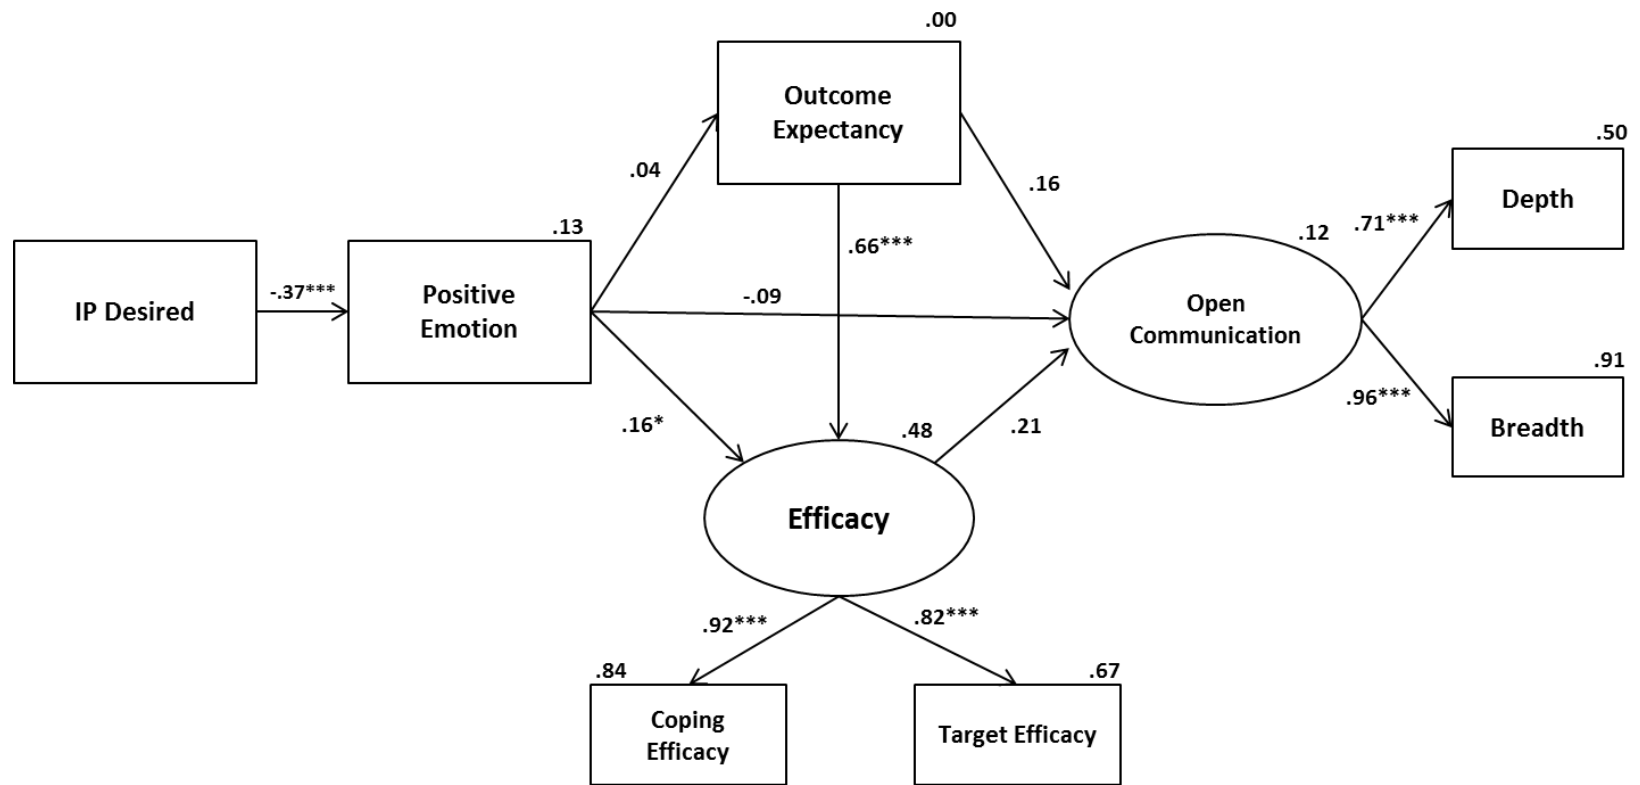 .00
Outcome
Expectancy
.50
Depth
.04
.16
.71***
.13
.12
.66***
IP Desired
-.37***
Positive
Emotion
-.09
Open
Communication
.91
.96***
Breadth
.16*
.48
.21
Efficacy
.92***
.82***
.84
.67
Coping
Efficacy
Target Efficacy